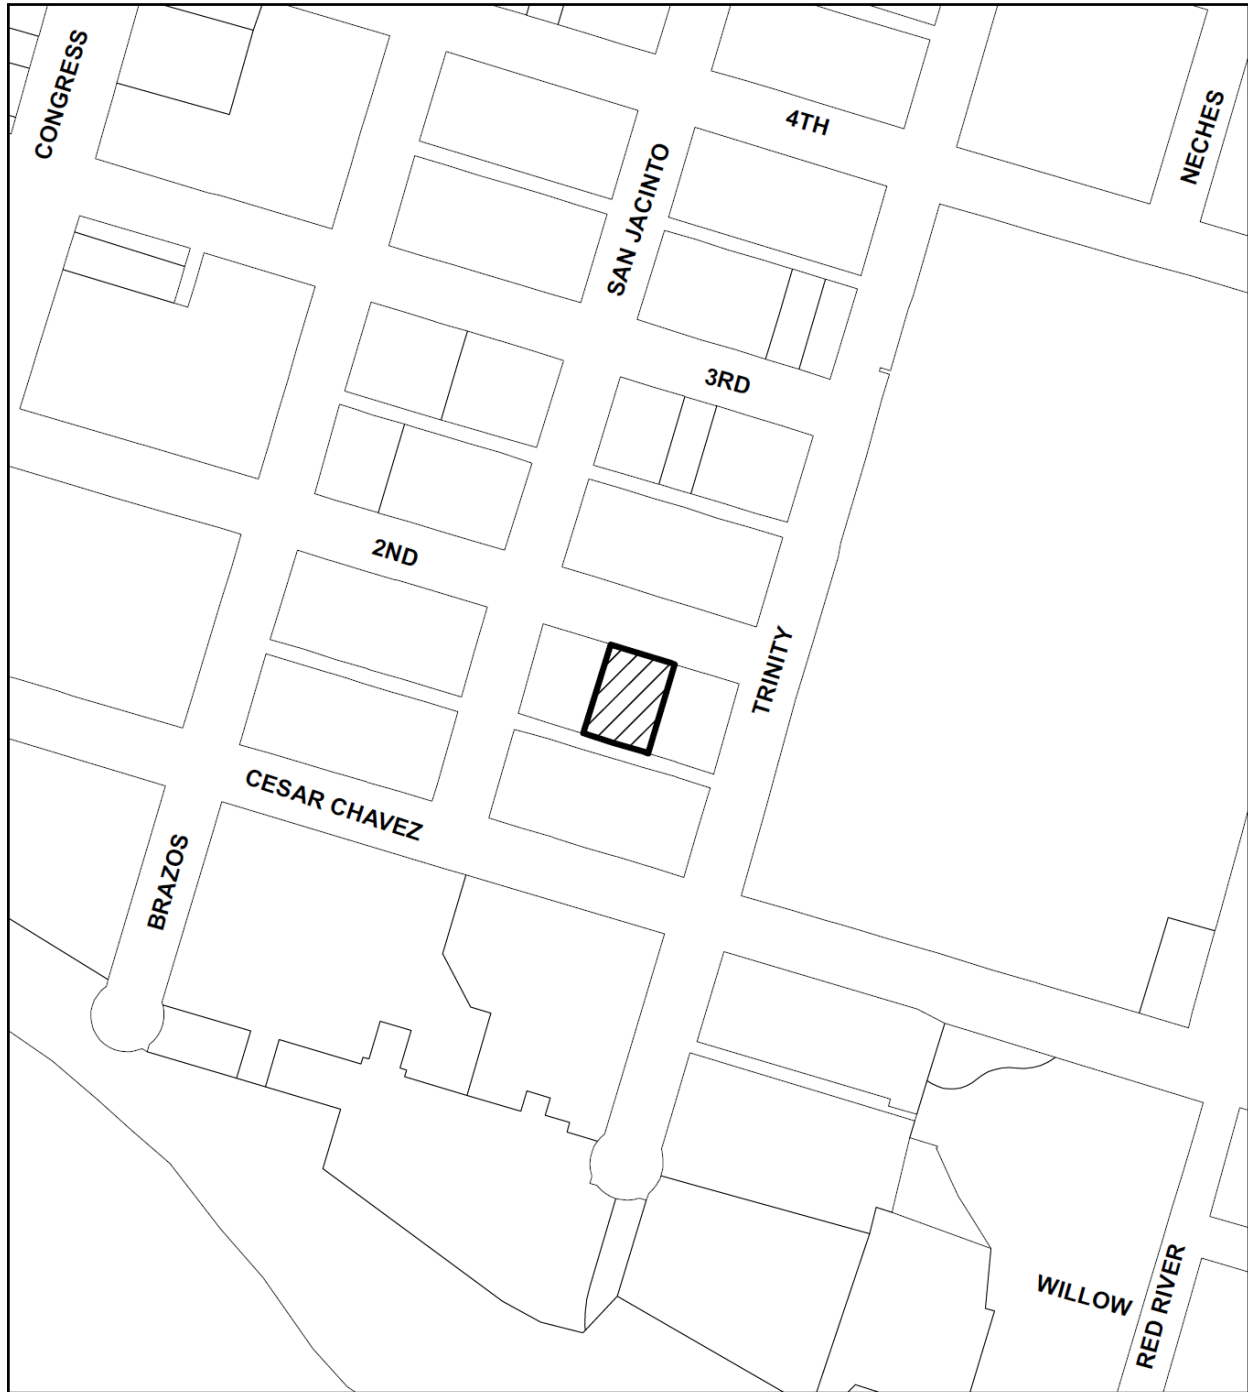 CONGRESS
4TH
NECHES
SAN JACINTO
3RD
2ND
TRINITY
CESAR CHAVEZ
BRAZOS
WILLOW
RED RIVER